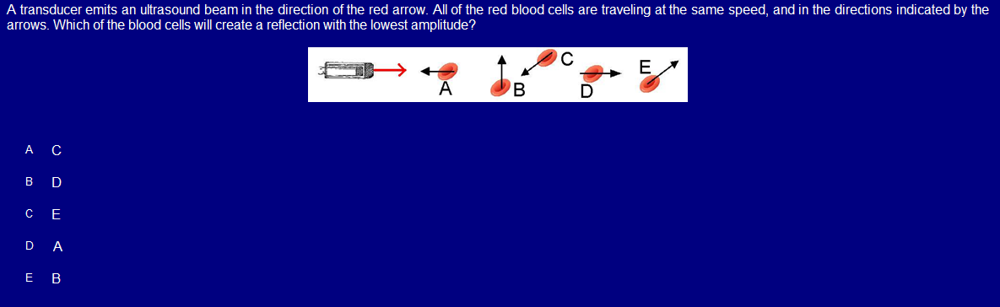 A transducer emits an ultrasound beam in the direction of the red arrow. All of the red blood cells are traveling at the same speed, and in the directions indicated by the
arrows. Which of the blood cells will create a reflection with the lowest amplitude?
A B C D E
A C
B D
C E
D A
E B